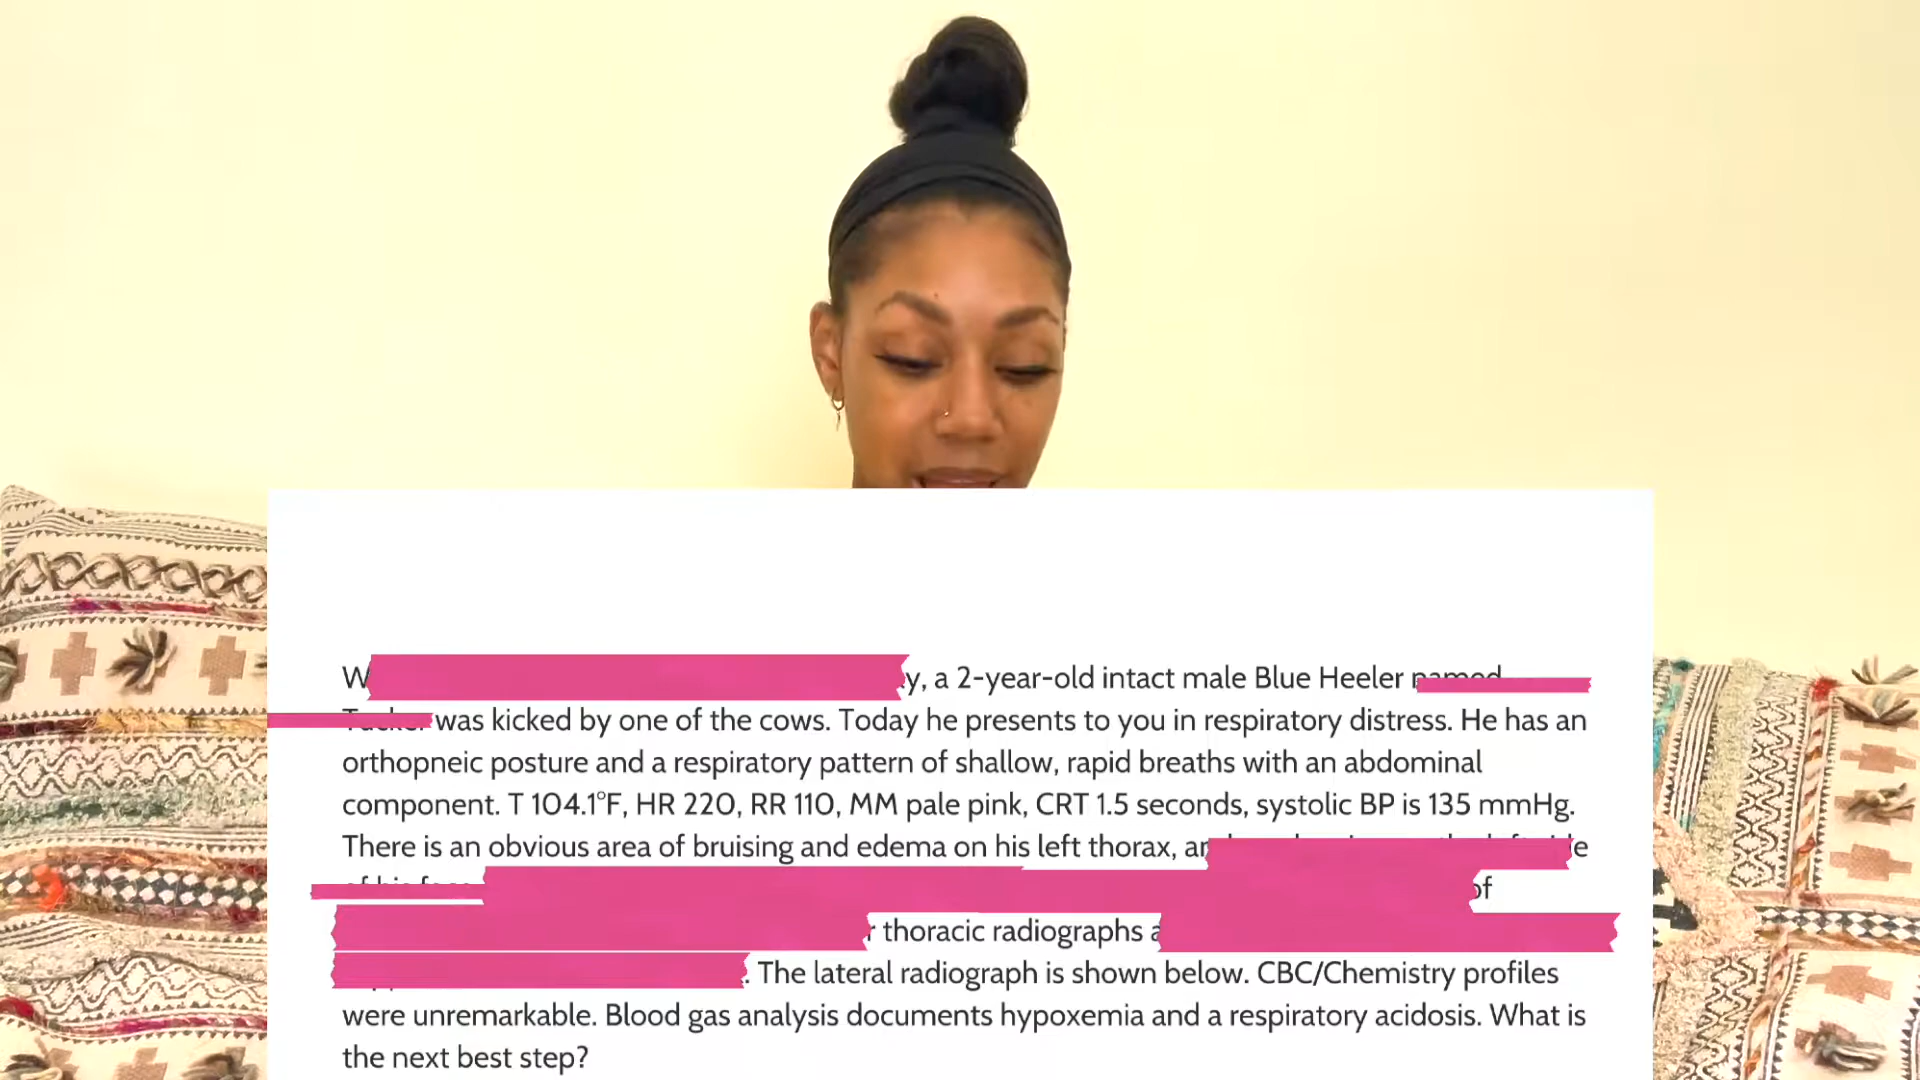 W y, a 2-year-old intact male Blue Heeler named
Tucker was kicked by one of the cows. Today he presents to you in respiratory distress. He has an
orthopneic posture and a respiratory pattern of shallow, rapid breaths with an abdominal
component. T 104.1°F, HR 220, RR 110, MM pale pink, CRT 1.5 seconds, systolic BP is 135 mmHg.
There is an obvious area of bruising and edema on his left thorax,
of
thoracic radiographs
. The lateral radiograph is shown below. CBC/Chemistry profiles
were unremarkable. Blood gas analysis documents hypoxemia and a respiratory acidosis. What is
the next best step?